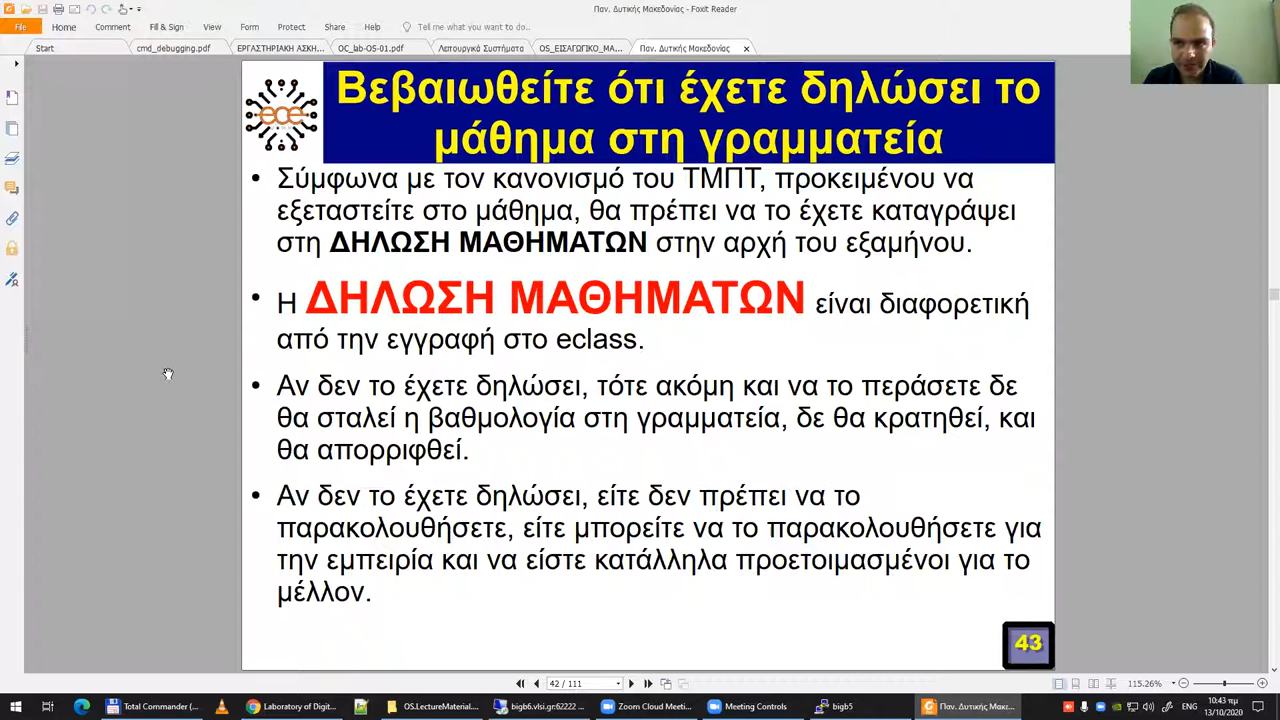 Παν. Δυτικής Μακεδονίας - Foxit Reader
File Home Comment Fill & Sign View Form Protect Share Help Tell me what you want to do...
Start cmd_debugging.pdf ΕΡΓΑΣΤΗΡΙΑΚΗ ΑΣΚΗ... OC_lab-OS-01.pdf Λειτουργικά Συστήματα OS_ΕΙΣΑΓΩΓΙΚΟ_ΜΑ... Παν. Δυτικής Μακεδονίας
ece
Βεβαιωθείτε ότι έχετε δηλώσει το
μάθημα στη γραμματεία
• Σύμφωνα με τον κανονισμό του ΤΜΠΤ, προκειμένου να
εξεταστείτε στο μάθημα, θα πρέπει να το έχετε καταγράψει
στη ΔΗΛΩΣΗ ΜΑΘΗΜΑΤΩΝ στην αρχή του εξαμήνου.
• Η ΔΗΛΩΣΗ ΜΑΘΗΜΑΤΩΝ είναι διαφορετική
από την εγγραφή στο eclass.
• Αν δεν το έχετε δηλώσει, τότε ακόμη και να το περάσετε δε
θα σταλεί η βαθμολογία στη γραμματεία, δε θα κρατηθεί, και
θα απορριφθεί.
• Αν δεν το έχετε δηλώσει, είτε δεν πρέπει να το
παρακολουθήσετε, είτε μπορείτε να το παρακολουθήσετε για
την εμπειρία και να είστε κατάλληλα προετοιμασμένοι για το
μέλλον.
43
42 / 111
115.26%
Total Commander (... Laboratory of Digit... OS.LectureMaterial... bigb6.vlsi.gr:62222 ... Zoom Cloud Meeti... Meeting Controls bigb5 Παν. Δυτικής Μακε... ENG 10:43 πμ
13/10/2020